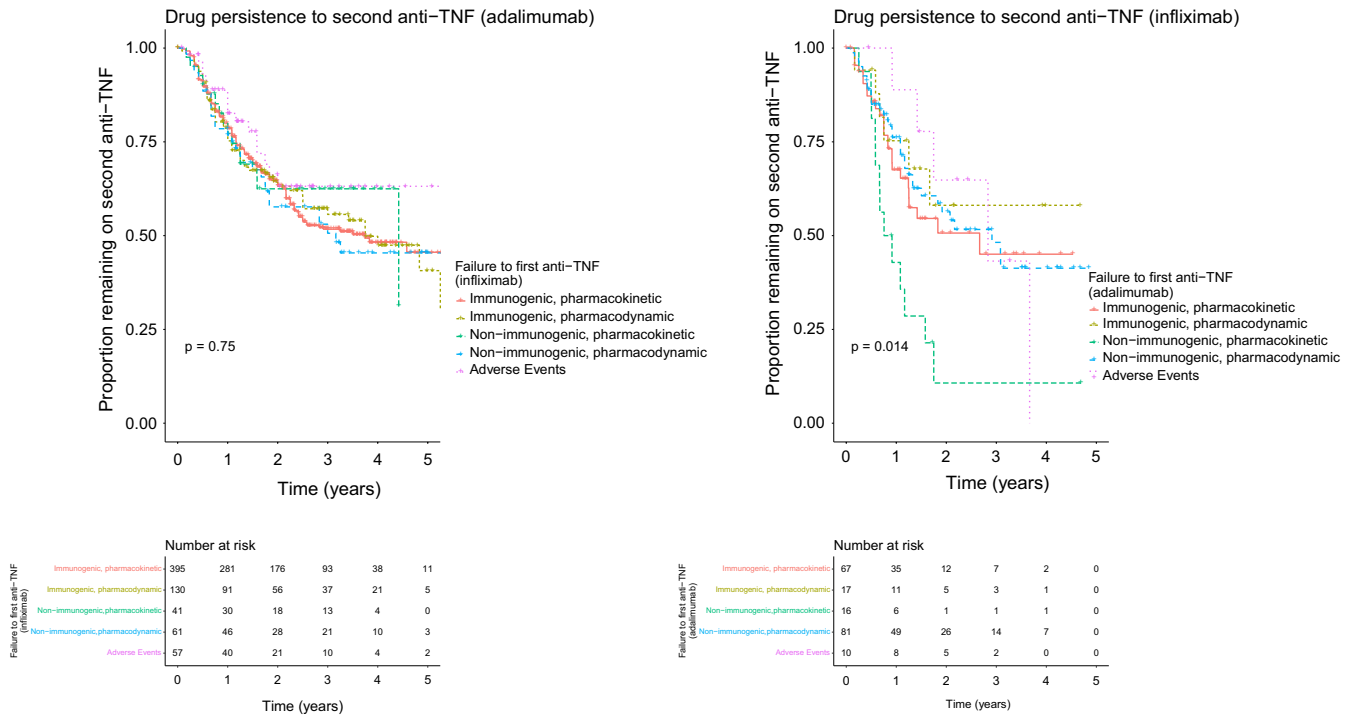 Drug persistence to second anti−TNF (adalimumab)
Proportion remaining on second anti−TNF
1.00
0.75
0.50
0.25
0.00
p = 0.75
Failure to first anti−TNF
(infliximab)
Immunogenic, pharmacokinetic
Immunogenic, pharmacodynamic
Non−immunogenic, pharmacokinetic
Non−immunogenic, pharmacodynamic
Adverse Events
0 1 2 3 4 5
Time (years)
Number at risk
Failure to first anti−TNF
(infliximab)
Immunogenic, pharmacokinetic 395 281 176 93 38 11
Immunogenic, pharmacodynamic 130 91 56 37 21 5
Non−immunogenic,pharmacokinetic 41 30 18 13 4 0
Non−immunogenic,pharmacodynamic 61 46 28 21 10 3
Adverse Events 57 40 21 10 4 2
0 1 2 3 4 5
Time (years)
Drug persistence to second anti−TNF (infliximab)
Proportion remaining on second anti−TNF
1.00
0.75
0.50
0.25
0.00
p = 0.014
Failure to first anti−TNF
(adalimumab)
Immunogenic, pharmacokinetic
Immunogenic, pharmacodynamic
Non−immunogenic, pharmacokinetic
Non−immunogenic, pharmacodynamic
Adverse Events
0 1 2 3 4 5
Time (years)
Number at risk
Failure to first anti−TNF
(adalimumab)
Immunogenic, pharmacokinetic 67 35 12 7 2 0
Immunogenic, pharmacodynamic 17 11 5 3 1 0
Non−immunogenic,pharmacokinetic 16 6 1 1 1 0
Non−immunogenic,pharmacodynamic 81 49 26 14 7 0
Adverse Events 10 8 5 2 0 0
0 1 2 3 4 5
Time (years)